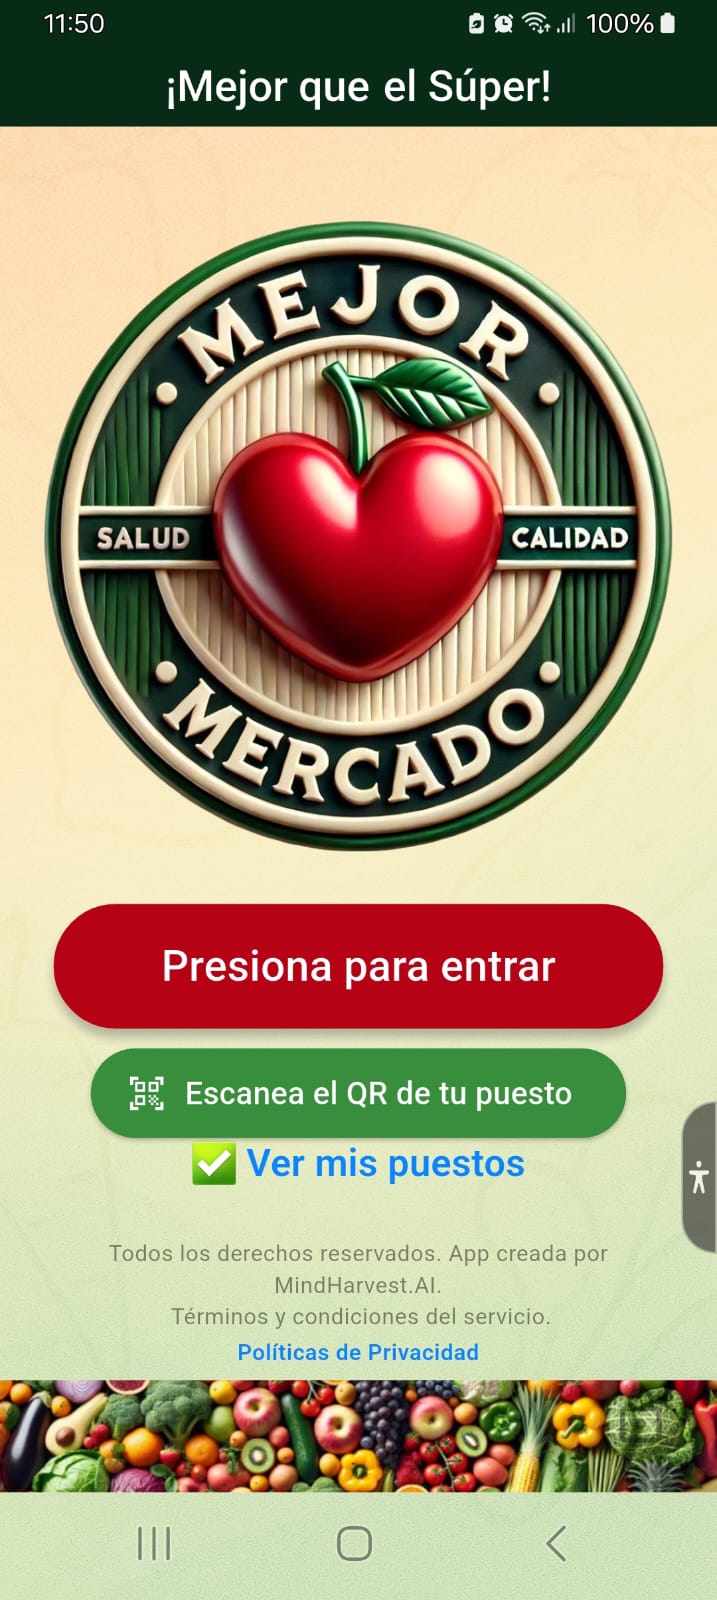 11:50
100%
¡Mejor que el Súper!
MEJOR
SALUD
CALIDAD
MERCADO
Presiona para entrar
Escanea el QR de tu puesto
Ver mis puestos
Todos los derechos reservados. App creada por
MindHarvest.AI.
Términos y condiciones del servicio.
Políticas de Privacidad